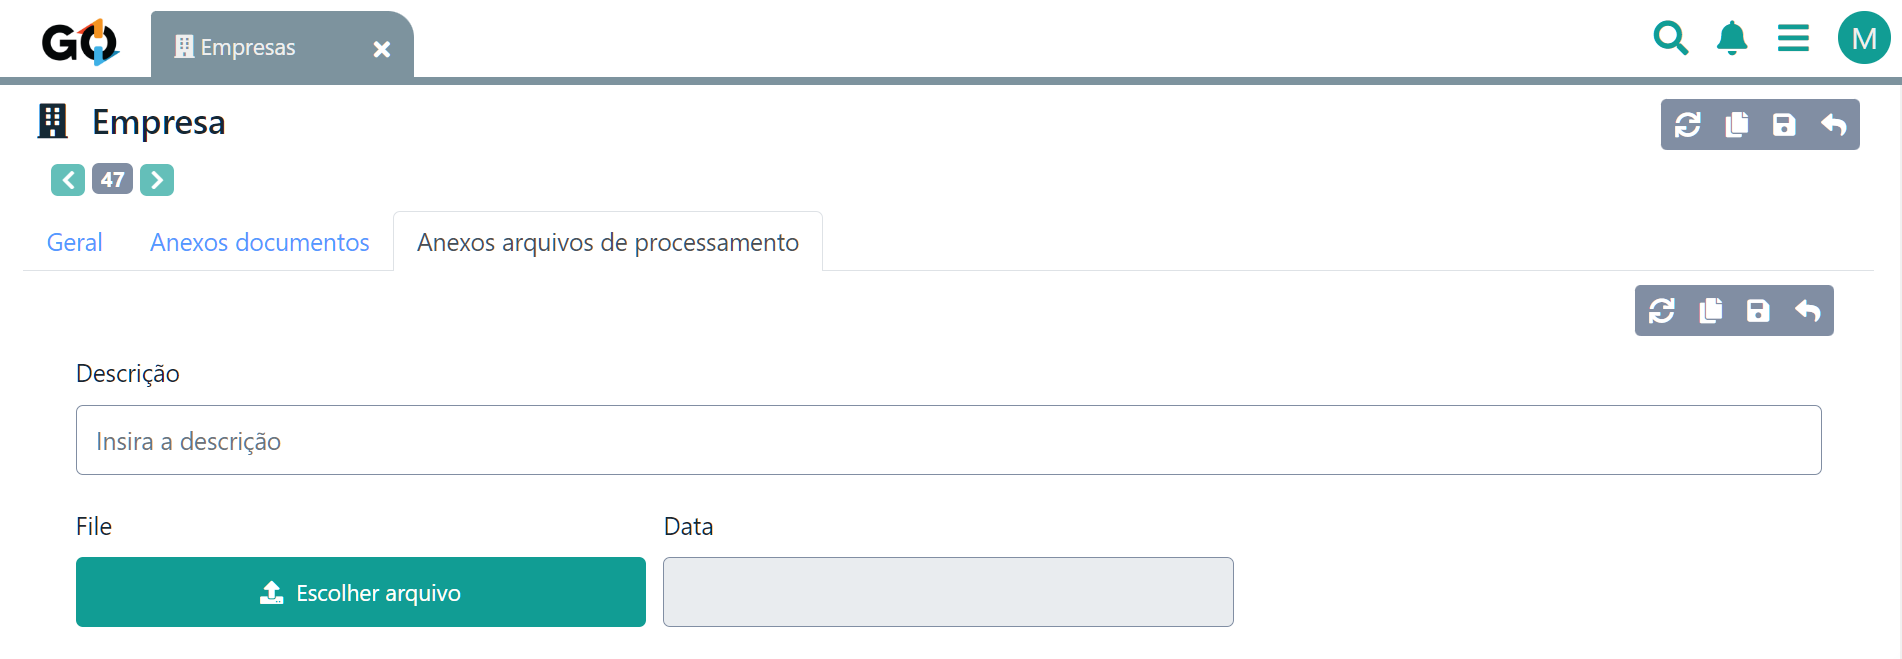 GO
Empresas
M
Empresa
47
Geral
Anexos documentos
Anexos arquivos de processamento
Descrição
Insira a descrição
File
Data
Escolher arquivo